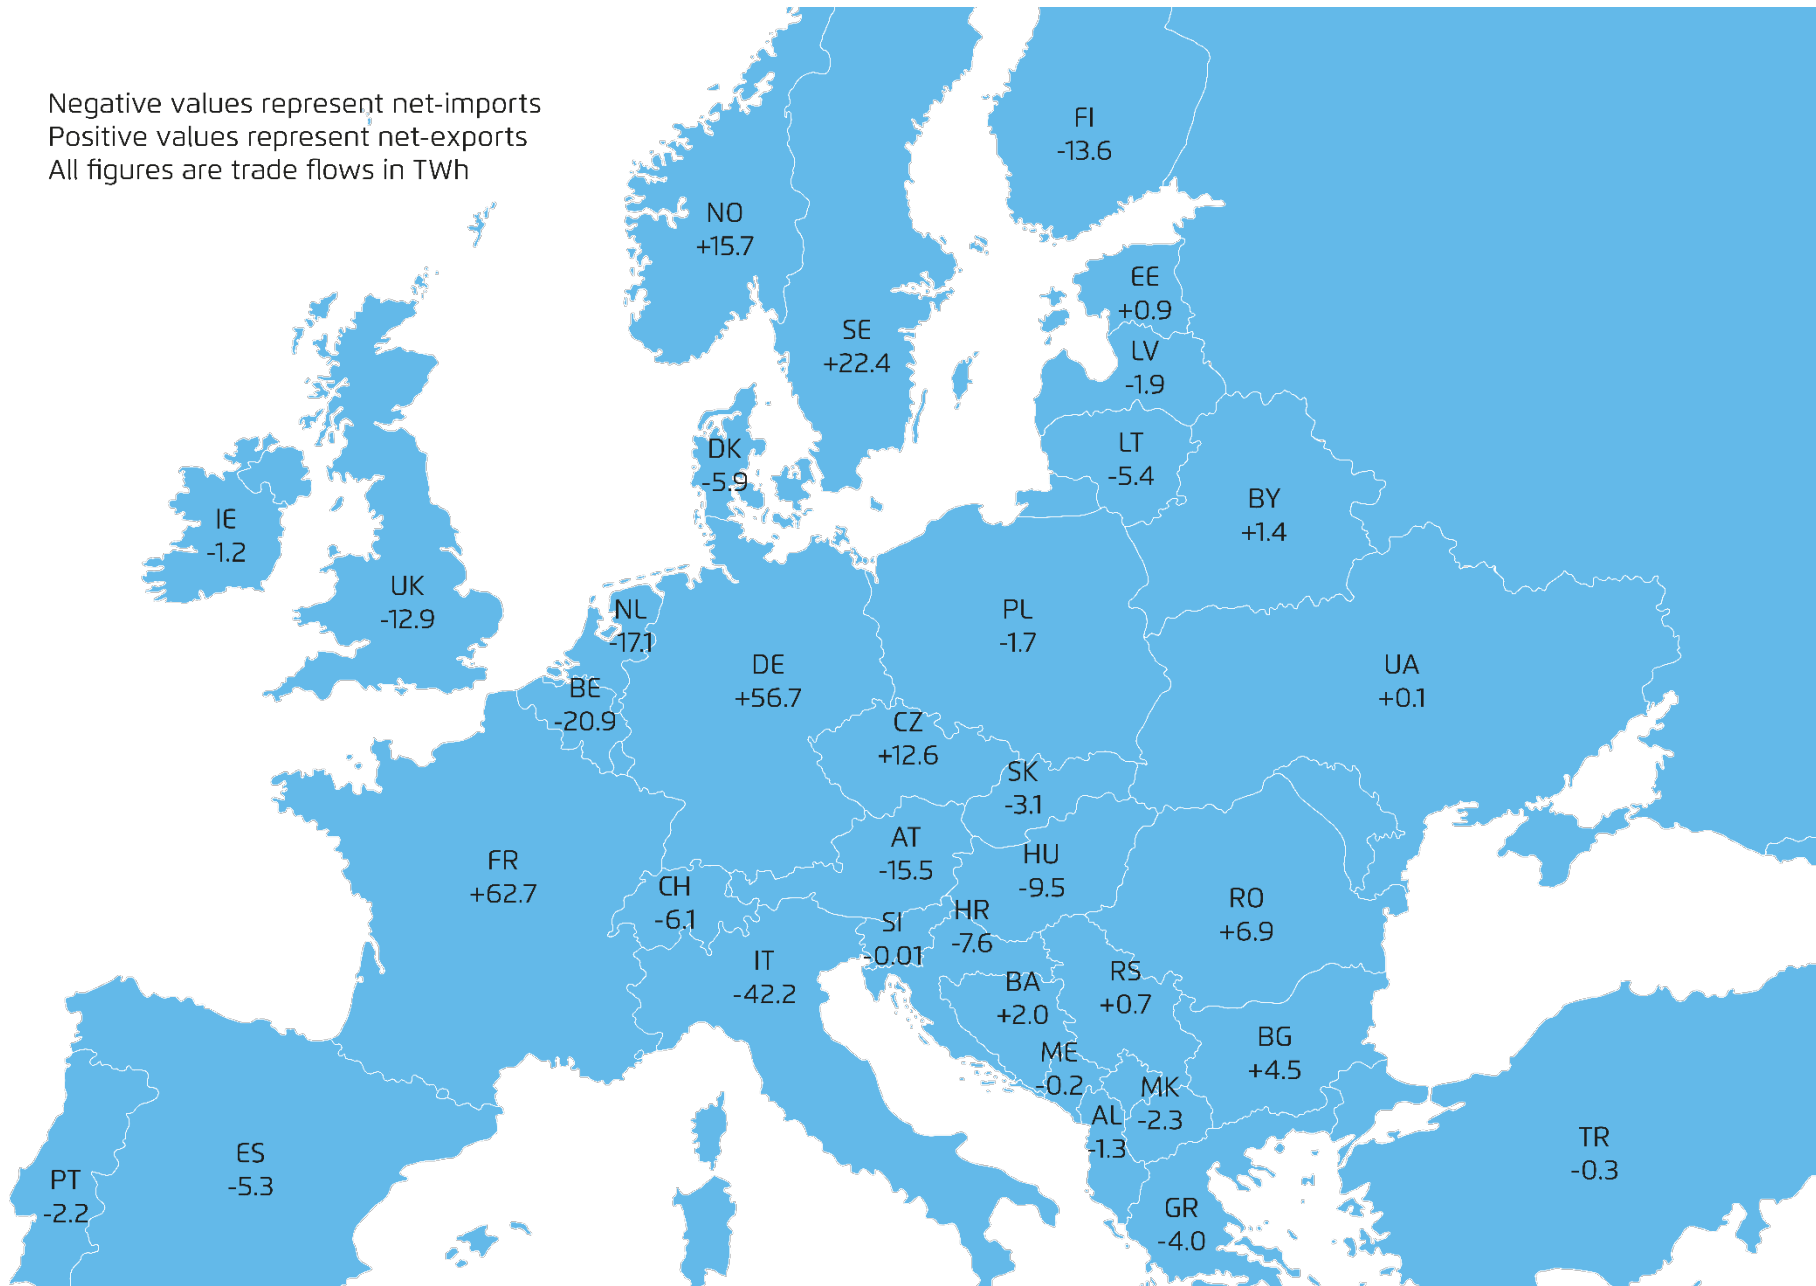 Negative values represent net-imports
Positive values represent net-exports
All figures are trade flows in TWh
FI
-13.6
NO
+15.7
EE
+0.9
SE
+22.4
LV
-1.9
DK
-5.9
LT
-5.4
BY
+1.4
IE
-1.2
UK
-12.9
NL
-17.1
PL
-1.7
DE
+56.7
UA
+0.1
BE
-20.9
CZ
+12.6
SK
-3.1
AT
-15.5
HU
-9.5
FR
+62.7
CH
-6.1
RO
+6.9
SI
-0.01
HR
-7.6
IT
-42.2
BA
+2.0
RS
+0.7
BG
+4.5
ME
-0.2
MK
-2.3
AL
-1.3
TR
-0.3
ES
-5.3
PT
-2.2
GR
-4.0